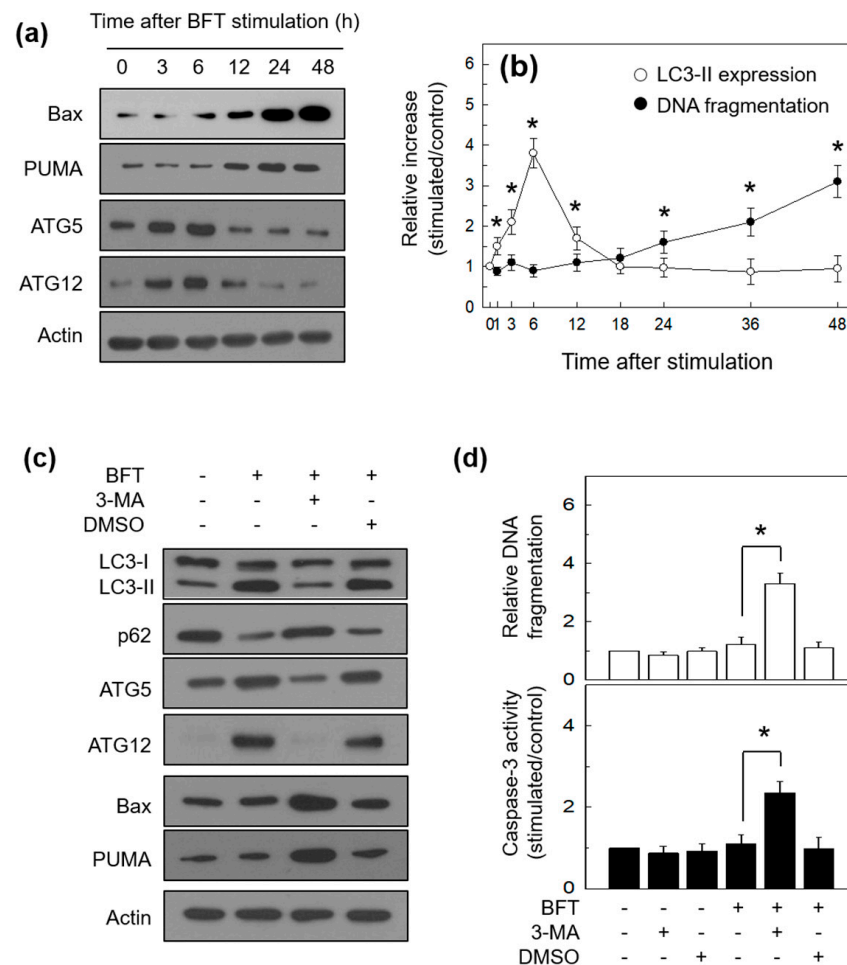 (a)
Time after BFT stimulation (h)
0 3 6 12 24 48
Bax
PUMA
ATG5
ATG12
Actin
(b)
LC3-II expression
DNA fragmentation
Relative increase
(stimulated/control)
6
5
4
3
2
1
0
* * * * * * *
0 1 3 6 12 18 24 36 48
Time after stimulation
(c)
BFT - + + +
3-MA - - + -
DMSO - - - +
LC3-I
LC3-II
p62
ATG5
ATG12
Bax
PUMA
Actin
(d)
Relative DNA
fragmentation
6
4
2
0
*
Caspase-3 activity
(stimulated/control)
4
2
0
*
BFT - - - + + +
3-MA - + - - + -
DMSO - - + - - +